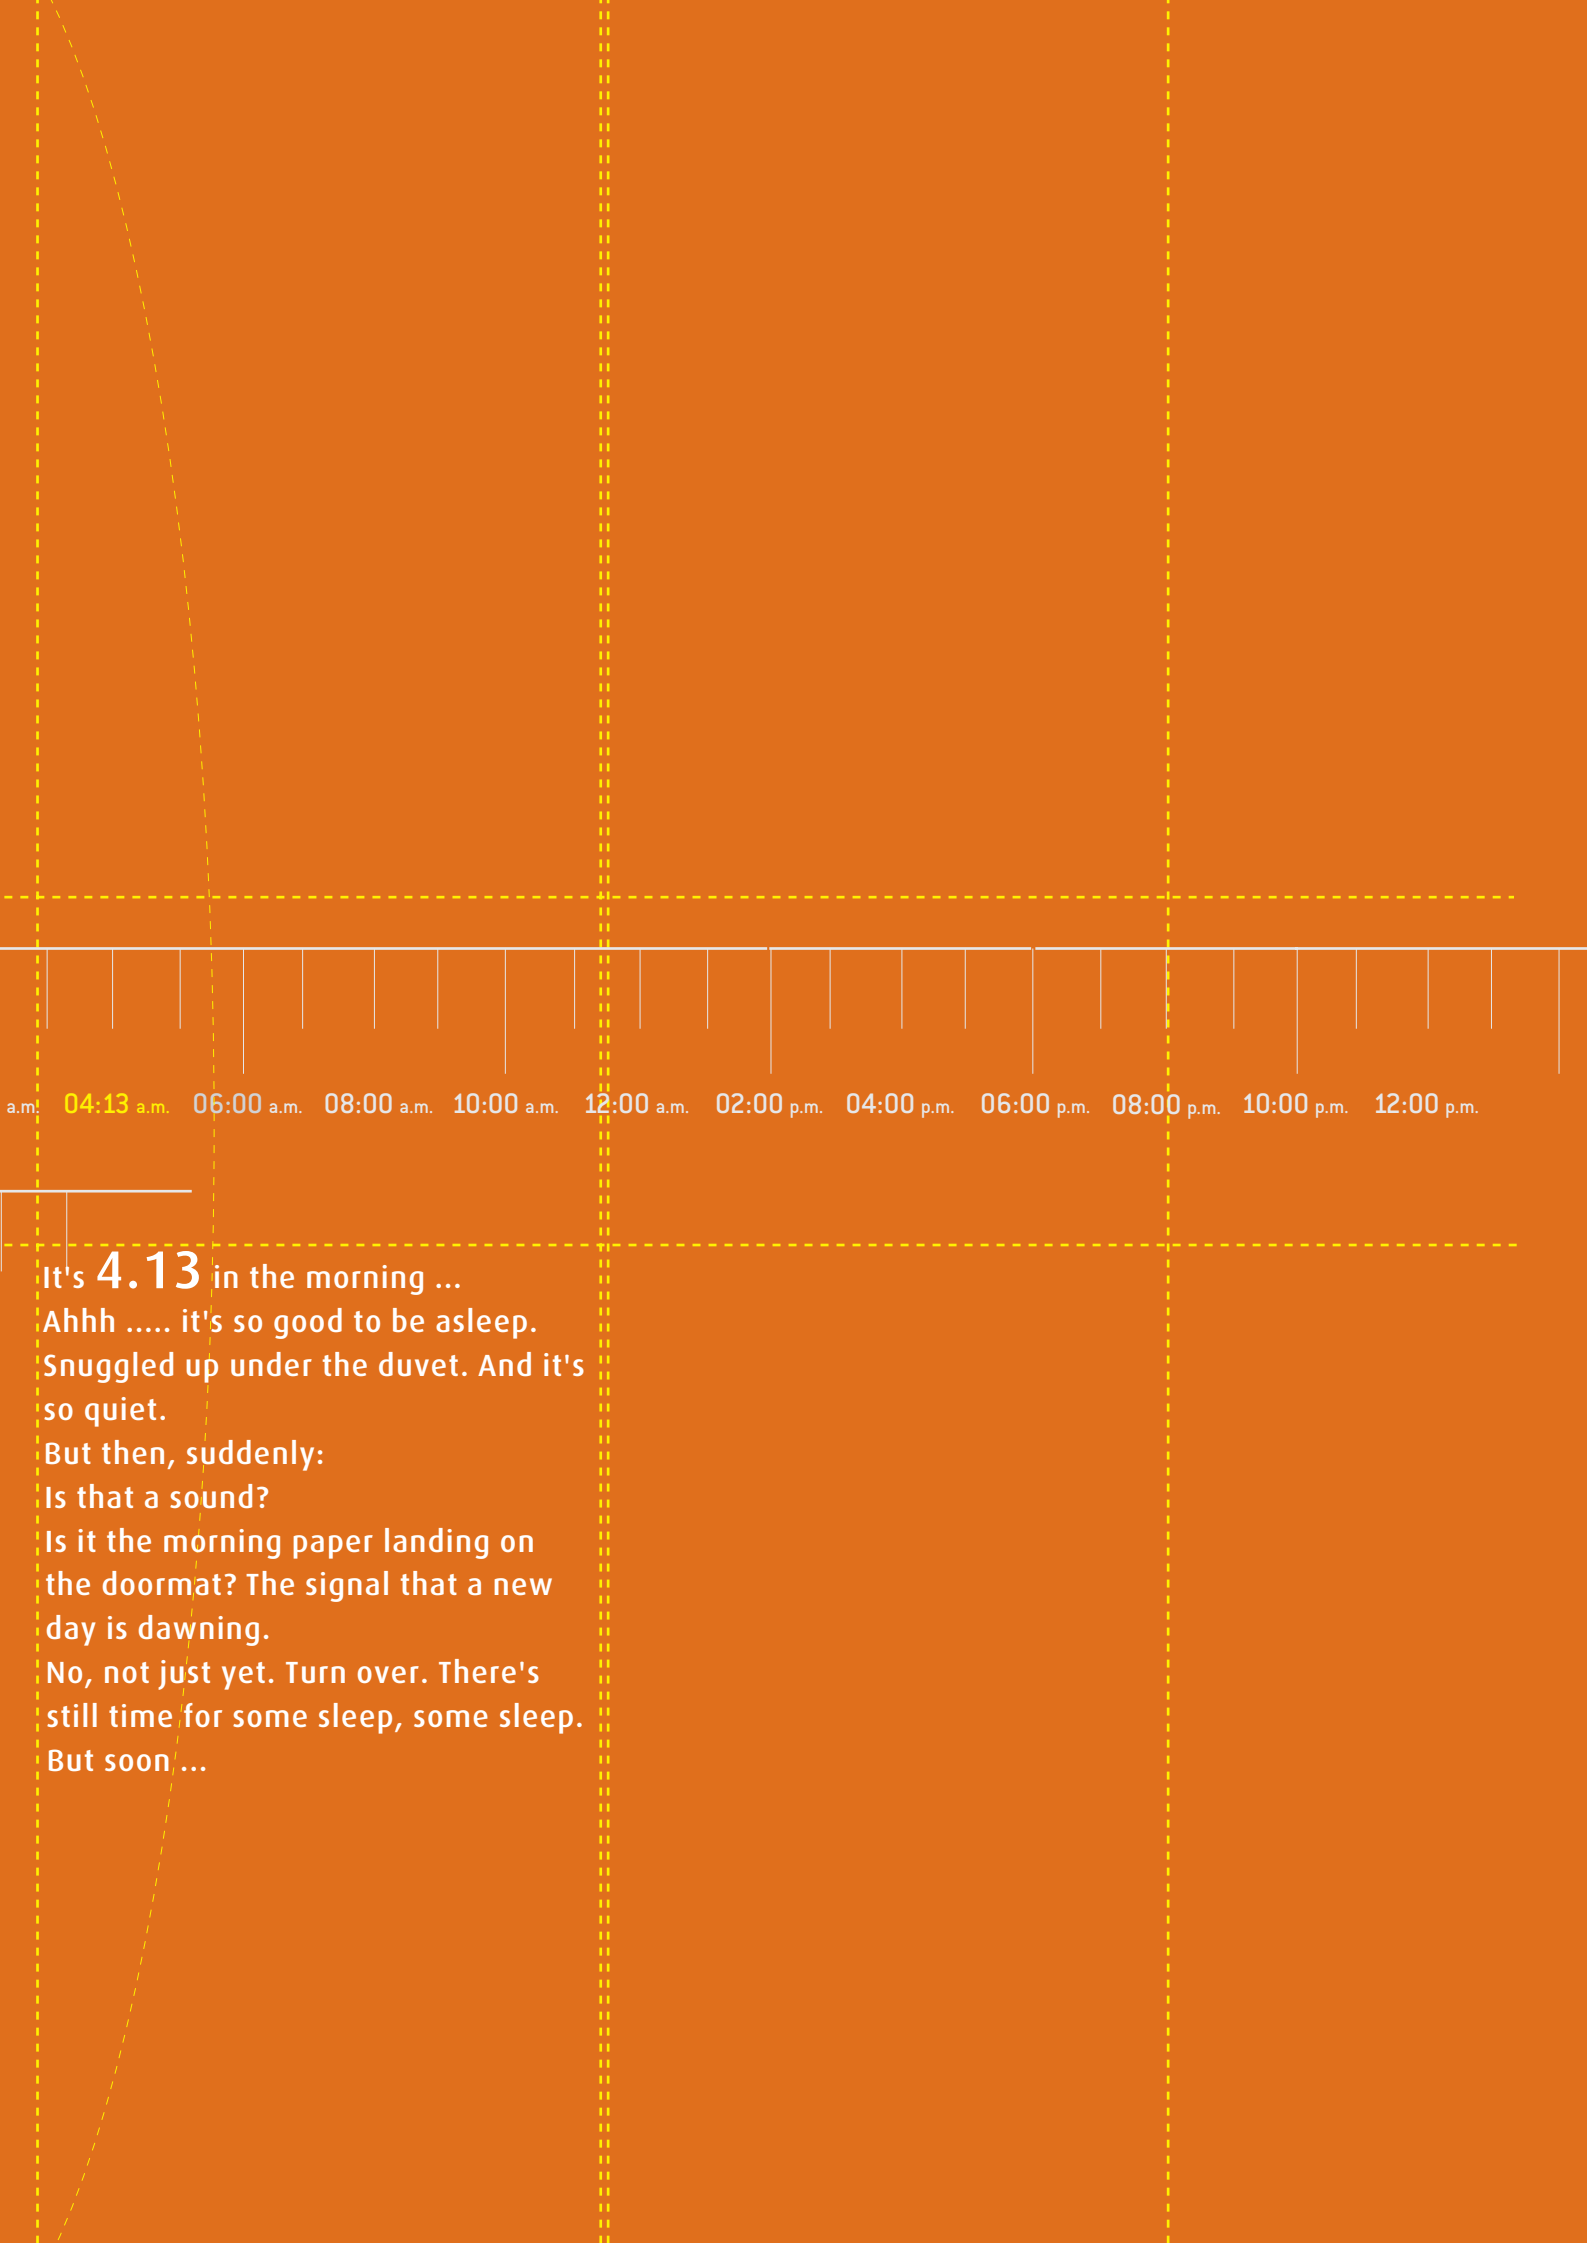 a.m. 04:13 a.m. 06:00 a.m. 08:00 a.m. 10:00 a.m. 12:00 a.m. 02:00 p.m. 04:00 p.m. 06:00 p.m. 08:00 p.m. 10:00 p.m. 12:00 p.m.
It's 4.13 in the morning ...
Ahhh ..... it's so good to be asleep.
Snuggled up under the duvet. And it's
so quiet.
But then, suddenly:
Is that a sound?
Is it the morning paper landing on
the doormat? The signal that a new
day is dawning.
No, not just yet. Turn over. There's
still time for some sleep, some sleep.
But soon ...